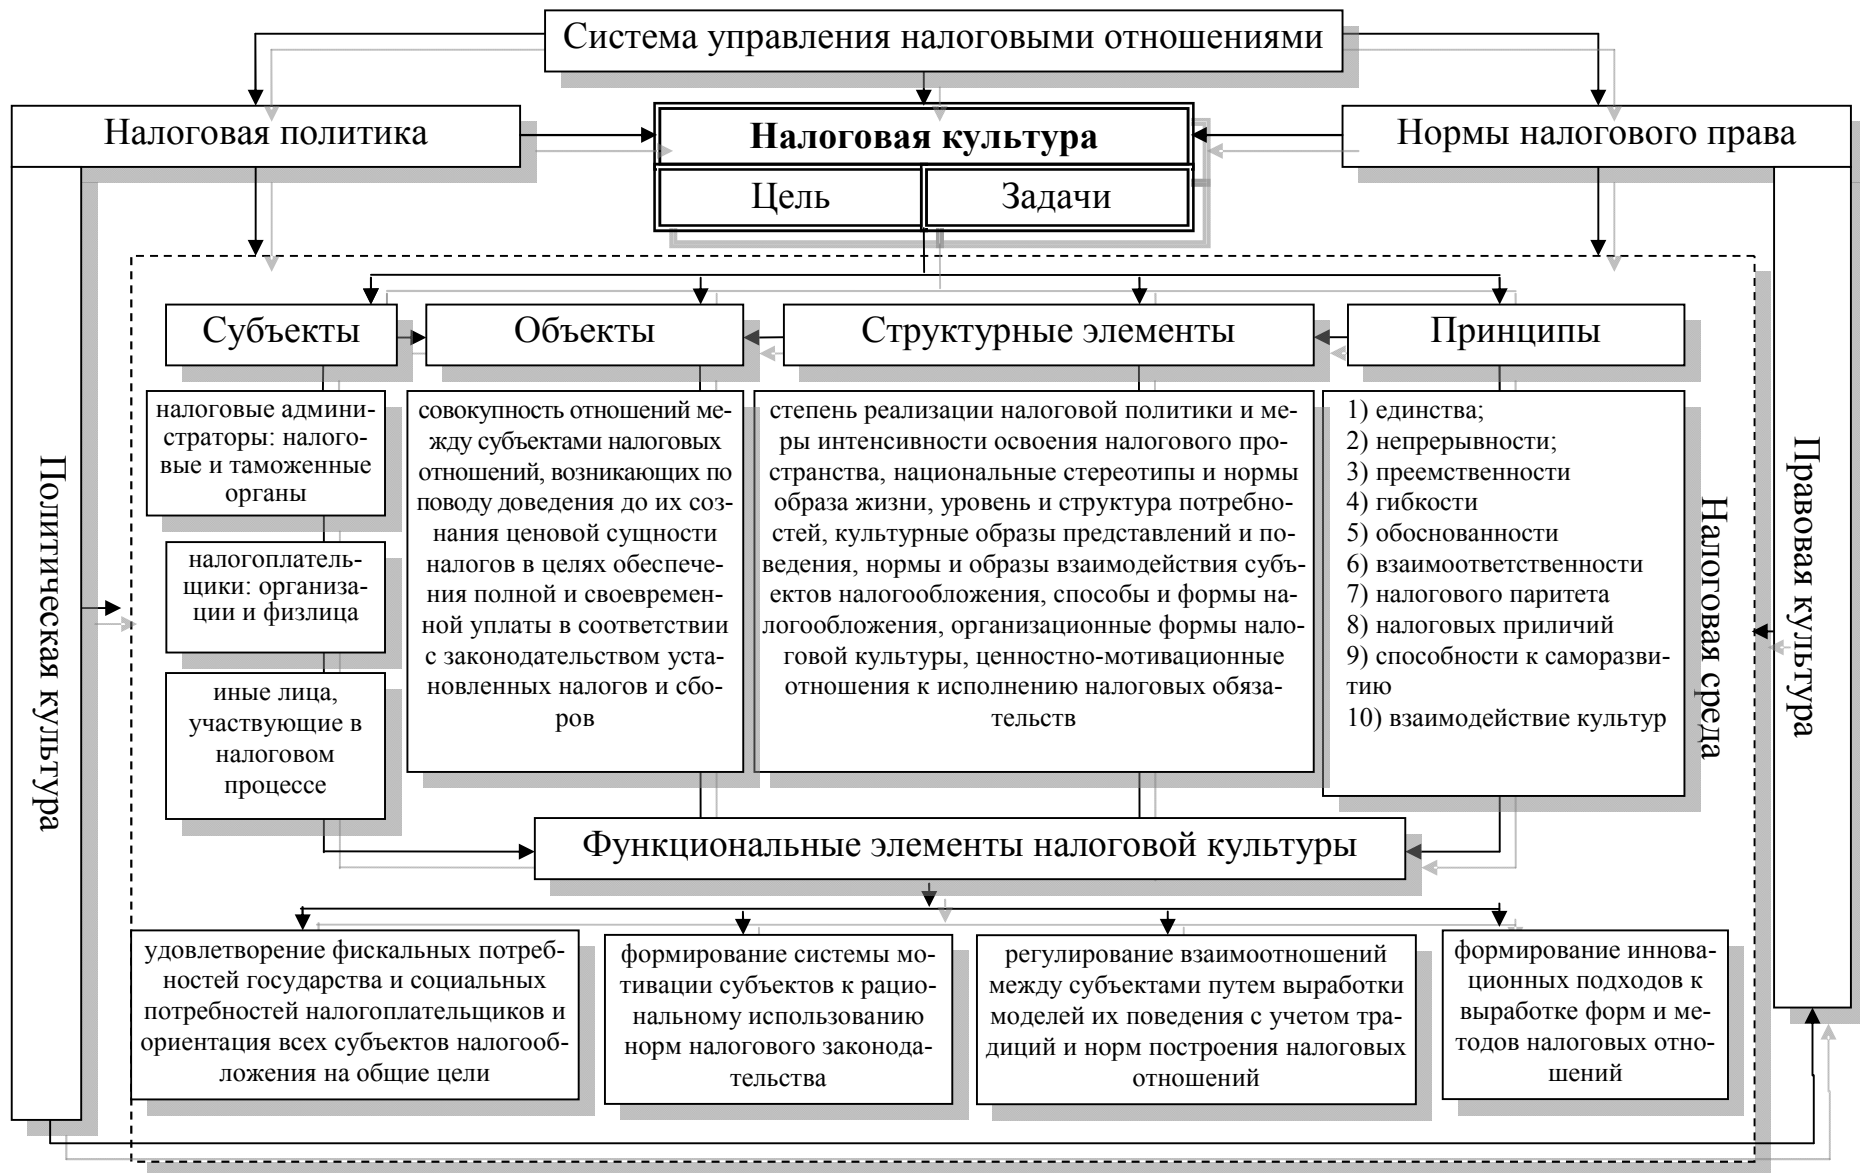 Система управления налоговыми отношениями
Налоговая политика
Налоговая культура
Нормы налогового права
Цель
Задачи
Политическая культура
Правовая культура
Налоговая среда
Субъекты
Объекты
Структурные элементы
Принципы
налоговые админи-
страторы: налого-
вые и таможенные
органы
налогоплатель-
щики: организа-
ции и физлица
иные лица,
участвующие в
налоговом
процессе
совокупность отношений ме-
жду субъектами налоговых
отношений, возникающих по
поводу доведения до их соз-
нания ценовой сущности
налогов в целях обеспече-
ния полной и своевремен-
ной уплаты в соответствии
с законодательством уста-
новленных налогов и сбо-
ров
степень реализации налоговой политики и ме-
ры интенсивности освоения налогового про-
странства, национальные стереотипы и нормы
образа жизни, уровень и структура потребно-
стей, культурные образы представлений и по-
ведения, нормы и образы взаимодействия субъ-
ектов налогообложения, способы и формы на-
логообложения, организационные формы нало-
говой культуры, ценностно-мотивационные
отношения к исполнению налоговых обяза-
тельств
1) единства;
2) непрерывности;
3) преемственности
4) гибкости
5) обоснованности
6) взаимоответственности
7) налогового паритета
8) налоговых приличий
9) способности к саморазви-
тию
10) взаимодействие культур
Функциональные элементы налоговой культуры
удовлетворение фискальных потреб-
ностей государства и социальных
потребностей налогоплательщиков и
ориентация всех субъектов налогооб-
ложения на общие цели
формирование системы мо-
тивации субъектов к рацио-
нальному использованию
норм налогового законода-
тельства
регулирование взаимоотношений
между субъектами путем выработки
моделей их поведения с учетом тра-
диций и норм построения налоговых
отношений
формирование иннова-
ционных подходов к
выработке форм и ме-
тодов налоговых отно-
шений